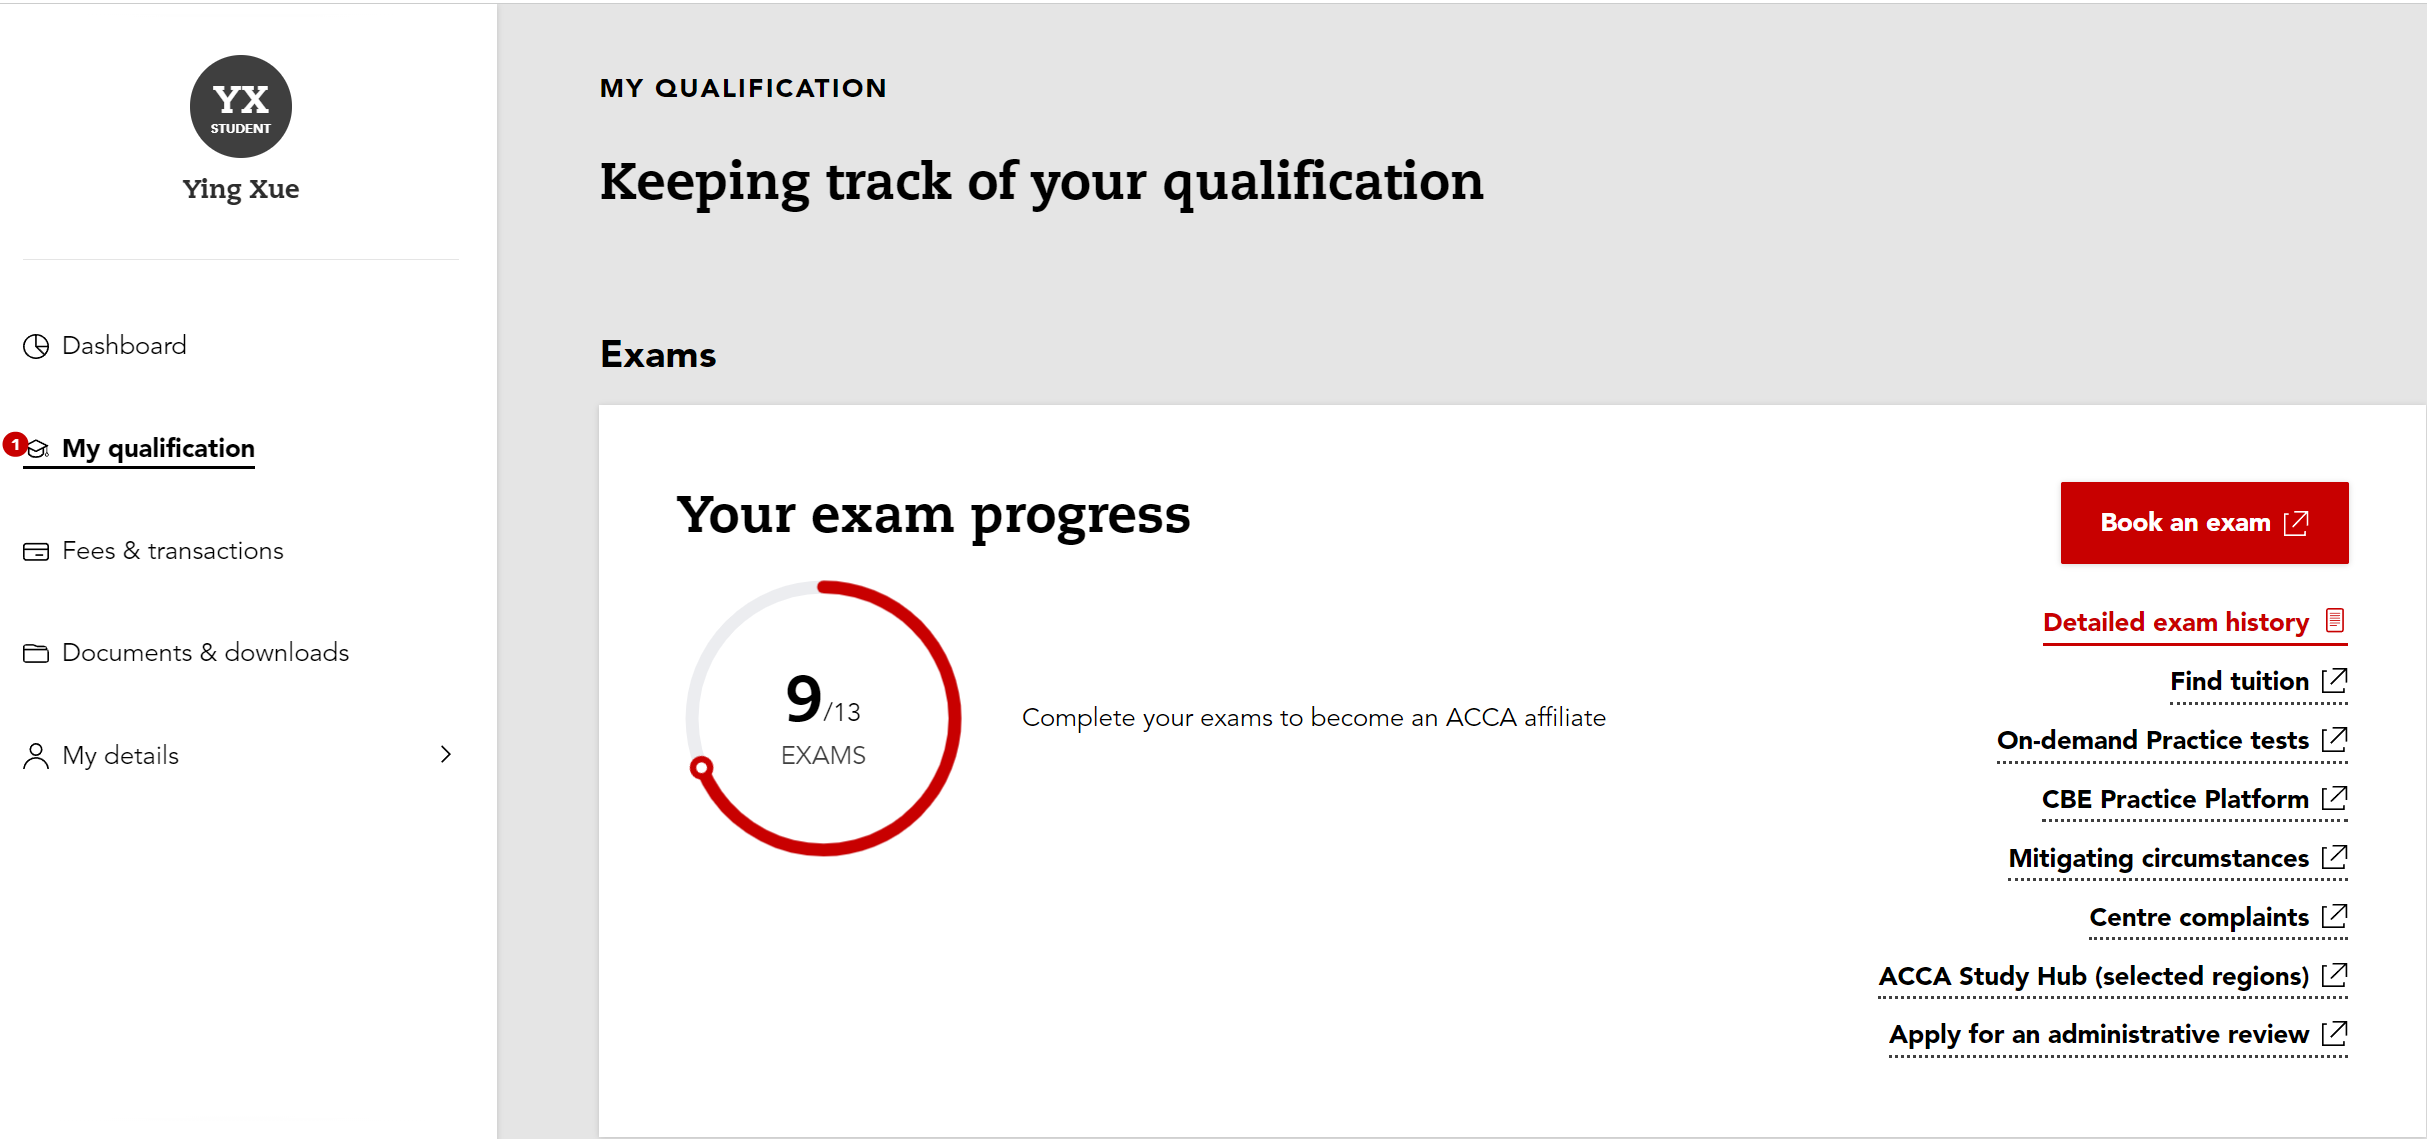 YX
STUDENT
Ying Xue
Dashboard
1
My qualification
Fees & transactions
Documents & downloads
My details
MY QUALIFICATION
Keeping track of your qualification
Exams
Your exam progress
9/13
EXAMS
Complete your exams to become an ACCA affiliate
Book an exam
Detailed exam history
Find tuition
On-demand Practice tests
CBE Practice Platform
Mitigating circumstances
Centre complaints
ACCA Study Hub (selected regions)
Apply for an administrative review